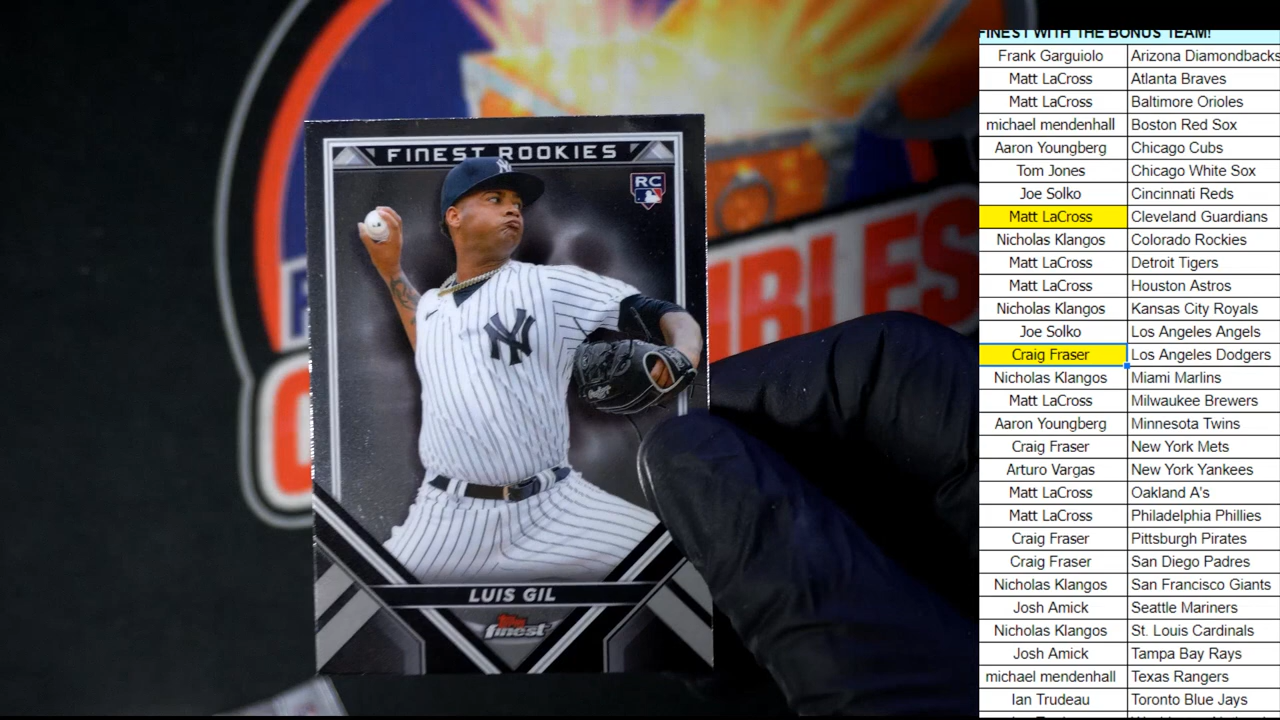 FINEST ROOKIES
RC
NY
LUIS GIL
Topps
finest
FINEST WITH THE BONUS TEAM!
Frank Garguiolo Arizona Diamondbacks
Matt LaCross Atlanta Braves
Matt LaCross Baltimore Orioles
michael mendenhall Boston Red Sox
Aaron Youngberg Chicago Cubs
Tom Jones Chicago White Sox
Joe Solko Cincinnati Reds
Matt LaCross Cleveland Guardians
Nicholas Klangos Colorado Rockies
Matt LaCross Detroit Tigers
Matt LaCross Houston Astros
Nicholas Klangos Kansas City Royals
Joe Solko Los Angeles Angels
Craig Fraser Los Angeles Dodgers
Nicholas Klangos Miami Marlins
Matt LaCross Milwaukee Brewers
Aaron Youngberg Minnesota Twins
Craig Fraser New York Mets
Arturo Vargas New York Yankees
Matt LaCross Oakland A's
Matt LaCross Philadelphia Phillies
Craig Fraser Pittsburgh Pirates
Craig Fraser San Diego Padres
Nicholas Klangos San Francisco Giants
Josh Amick Seattle Mariners
Nicholas Klangos St. Louis Cardinals
Josh Amick Tampa Bay Rays
michael mendenhall Texas Rangers
Ian Trudeau Toronto Blue Jays